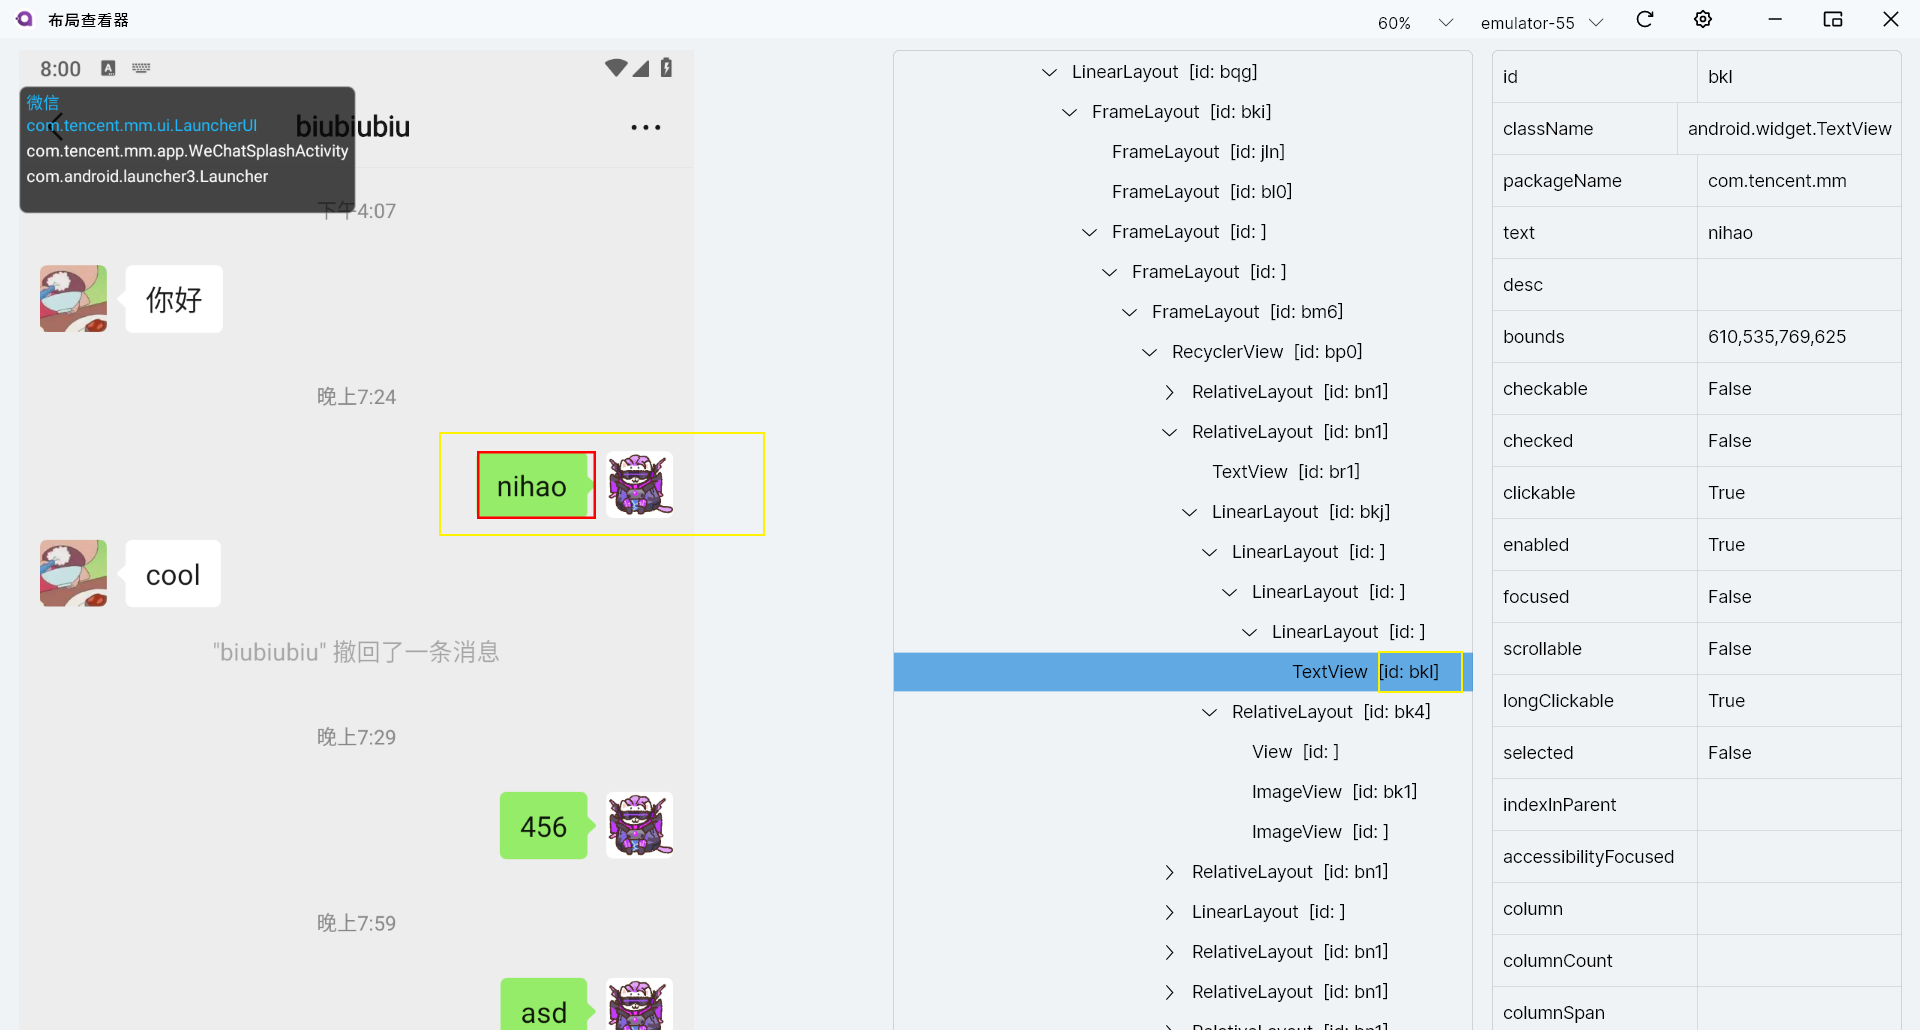 布局查看器
60%
emulator-55
8:00
A
微信
com.tencent.mm.ui.LauncherUI
com.tencent.mm.app.WeChatSplashActivity
com.android.launcher3.Launcher
biubiubiu
下午4:07
你好
晚上7:24
nihao
cool
"biubiubiu" 撤回了一条消息
晚上7:29
456
晚上7:59
asd
LinearLayout [id: bqg]
FrameLayout [id: bki]
FrameLayout [id: jln]
FrameLayout [id: bl0]
FrameLayout [id: ]
FrameLayout [id: ]
FrameLayout [id: bm6]
RecyclerView [id: bp0]
RelativeLayout [id: bn1]
RelativeLayout [id: bn1]
TextView [id: br1]
LinearLayout [id: bkj]
LinearLayout [id: ]
LinearLayout [id: ]
LinearLayout [id: ]
TextView [id: bkl]
RelativeLayout [id: bk4]
View [id: ]
ImageView [id: bk1]
ImageView [id: ]
RelativeLayout [id: bn1]
LinearLayout [id: ]
RelativeLayout [id: bn1]
RelativeLayout [id: bn1]
RelativeLayout [id: bn1]
id bkl
className android.widget.TextView
packageName com.tencent.mm
text nihao
desc
bounds 610,535,769,625
checkable False
checked False
clickable True
enabled True
focused False
scrollable False
longClickable True
selected False
indexInParent
accessibilityFocused
column
columnCount
columnSpan